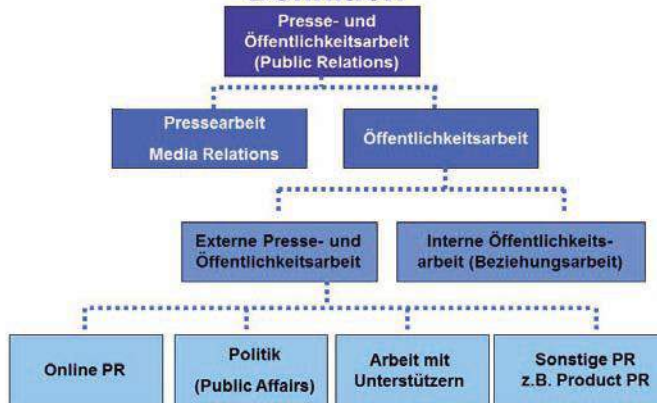 Presse- und
Öffentlichkeitsarbeit
(Public Relations)
Pressearbeit
Media Relations
Öffentlichkeitsarbeit
Externe Presse- und
Öffentlichkeitsarbeit
Interne Öffentlichkeits-
arbeit (Beziehungsarbeit)
Online PR
Politik
(Public Affairs)
Arbeit mit
Unterstützern
Sonstige PR
z.B. Product PR